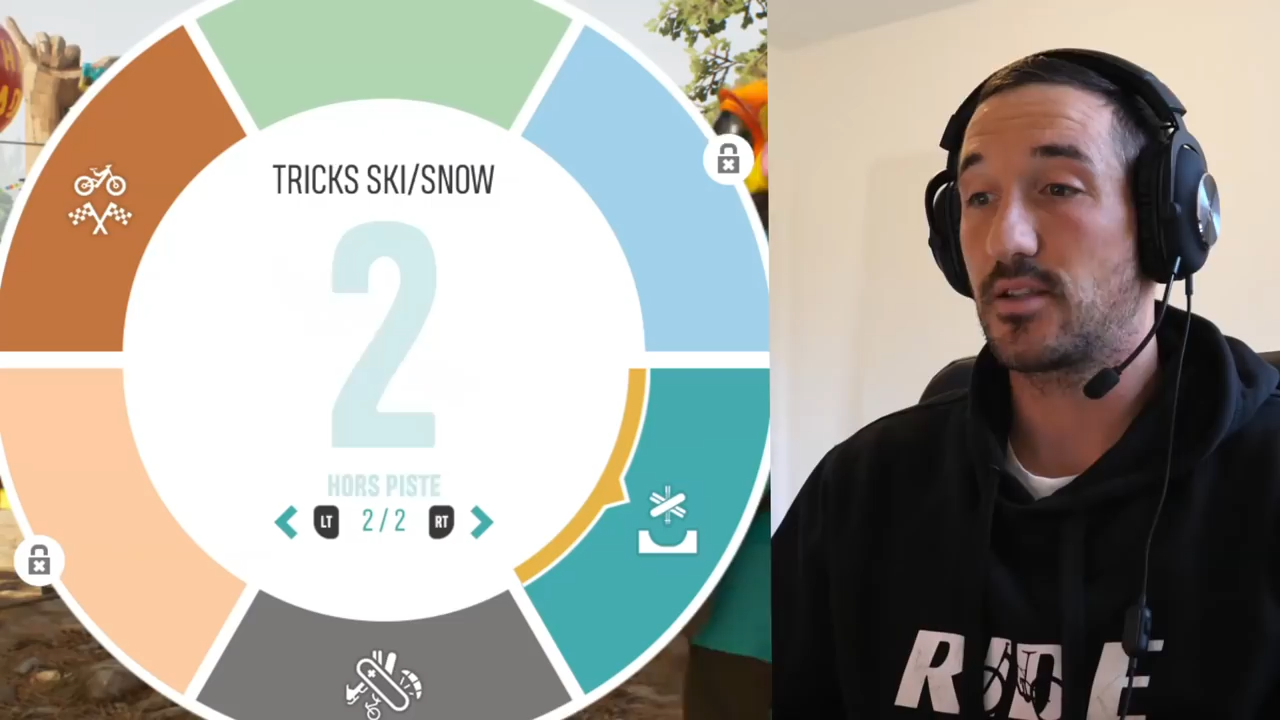 TRICKS SKI/SNOW
2
HORS PISTE
LT 2/2 RT
RIDE